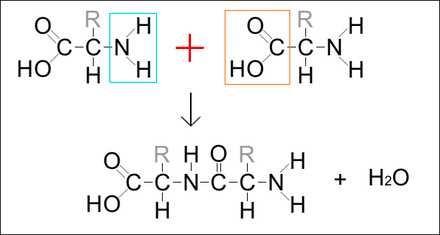 O R H O R H
C C N + C C N
HO H H HO H H
O R H O R H
C C N C C N + H₂O
HO H H H